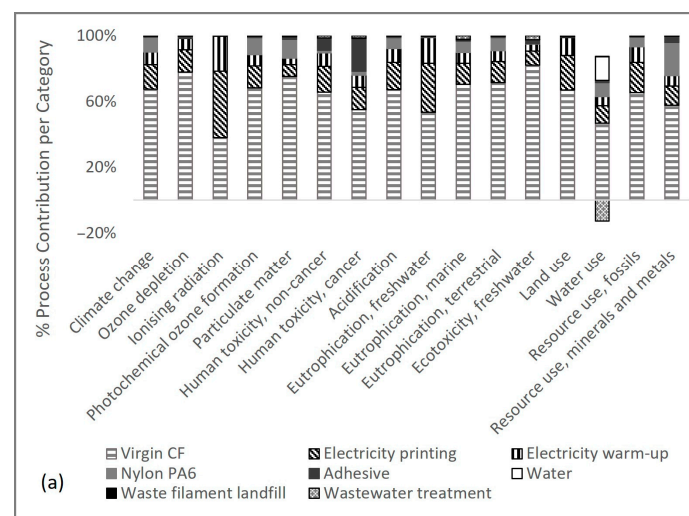 % Process Contribution per Category
100%
60%
20%
−20%
Climate change
Ozone depletion
Ionising radiation
Photochemical ozone formation
Particulate matter
Human toxicity, non-cancer
Human toxicity, cancer
Acidification
Eutrophication, freshwater
Eutrophication, marine
Eutrophication, terrestrial
Ecotoxicity, freshwater
Land use
Water use
Resource use, fossils
Resource use, minerals and metals
Virgin CF Electricity printing Electricity warm-up
Nylon PA6 Adhesive Water
Waste filament landfill Wastewater treatment
(a)